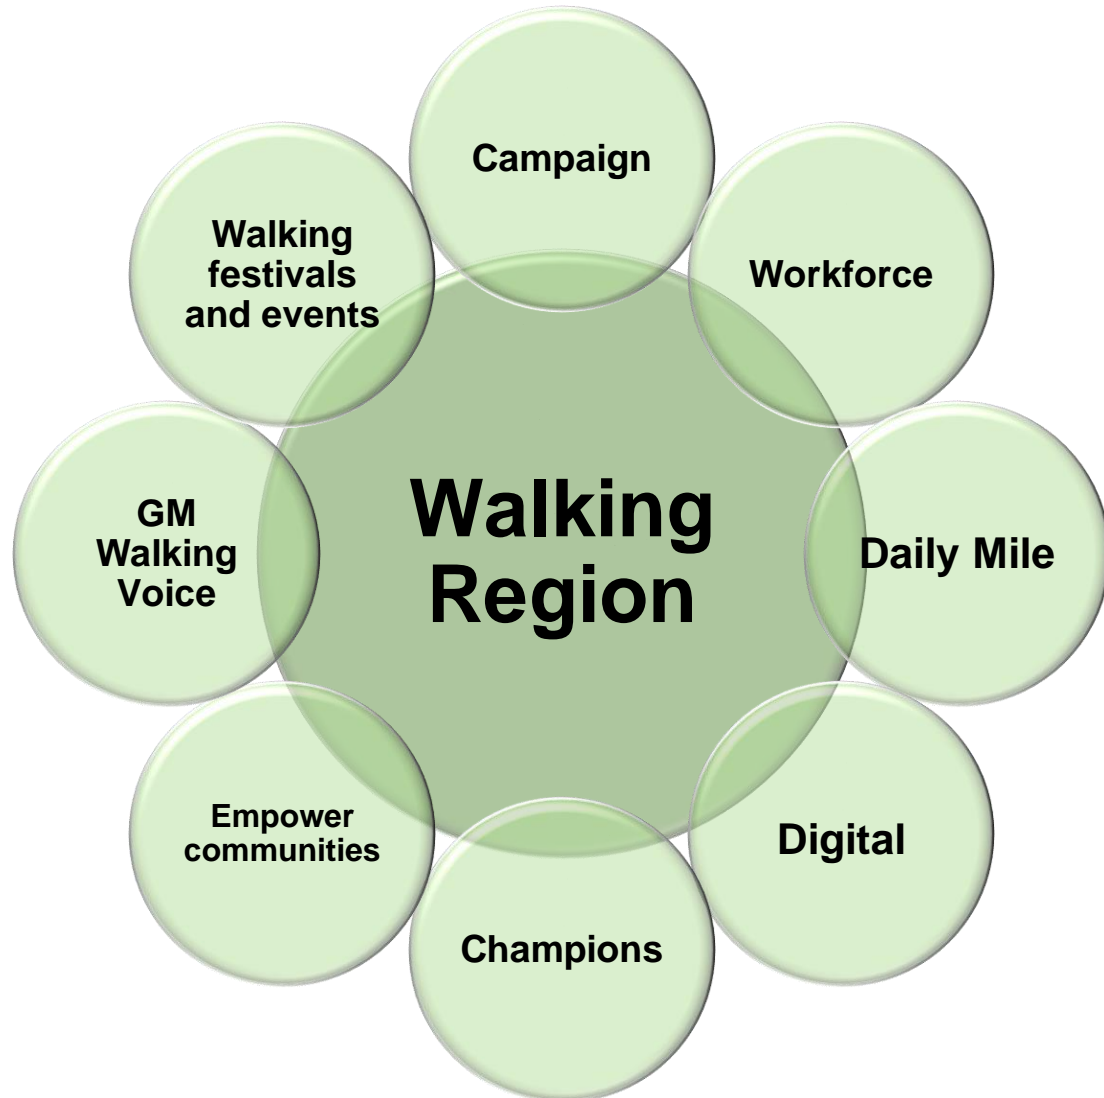 Campaign
Workforce
Daily Mile
Digital
Champions
Empower
communities
GM
Walking
Voice
Walking
festivals
and events
Walking
Region